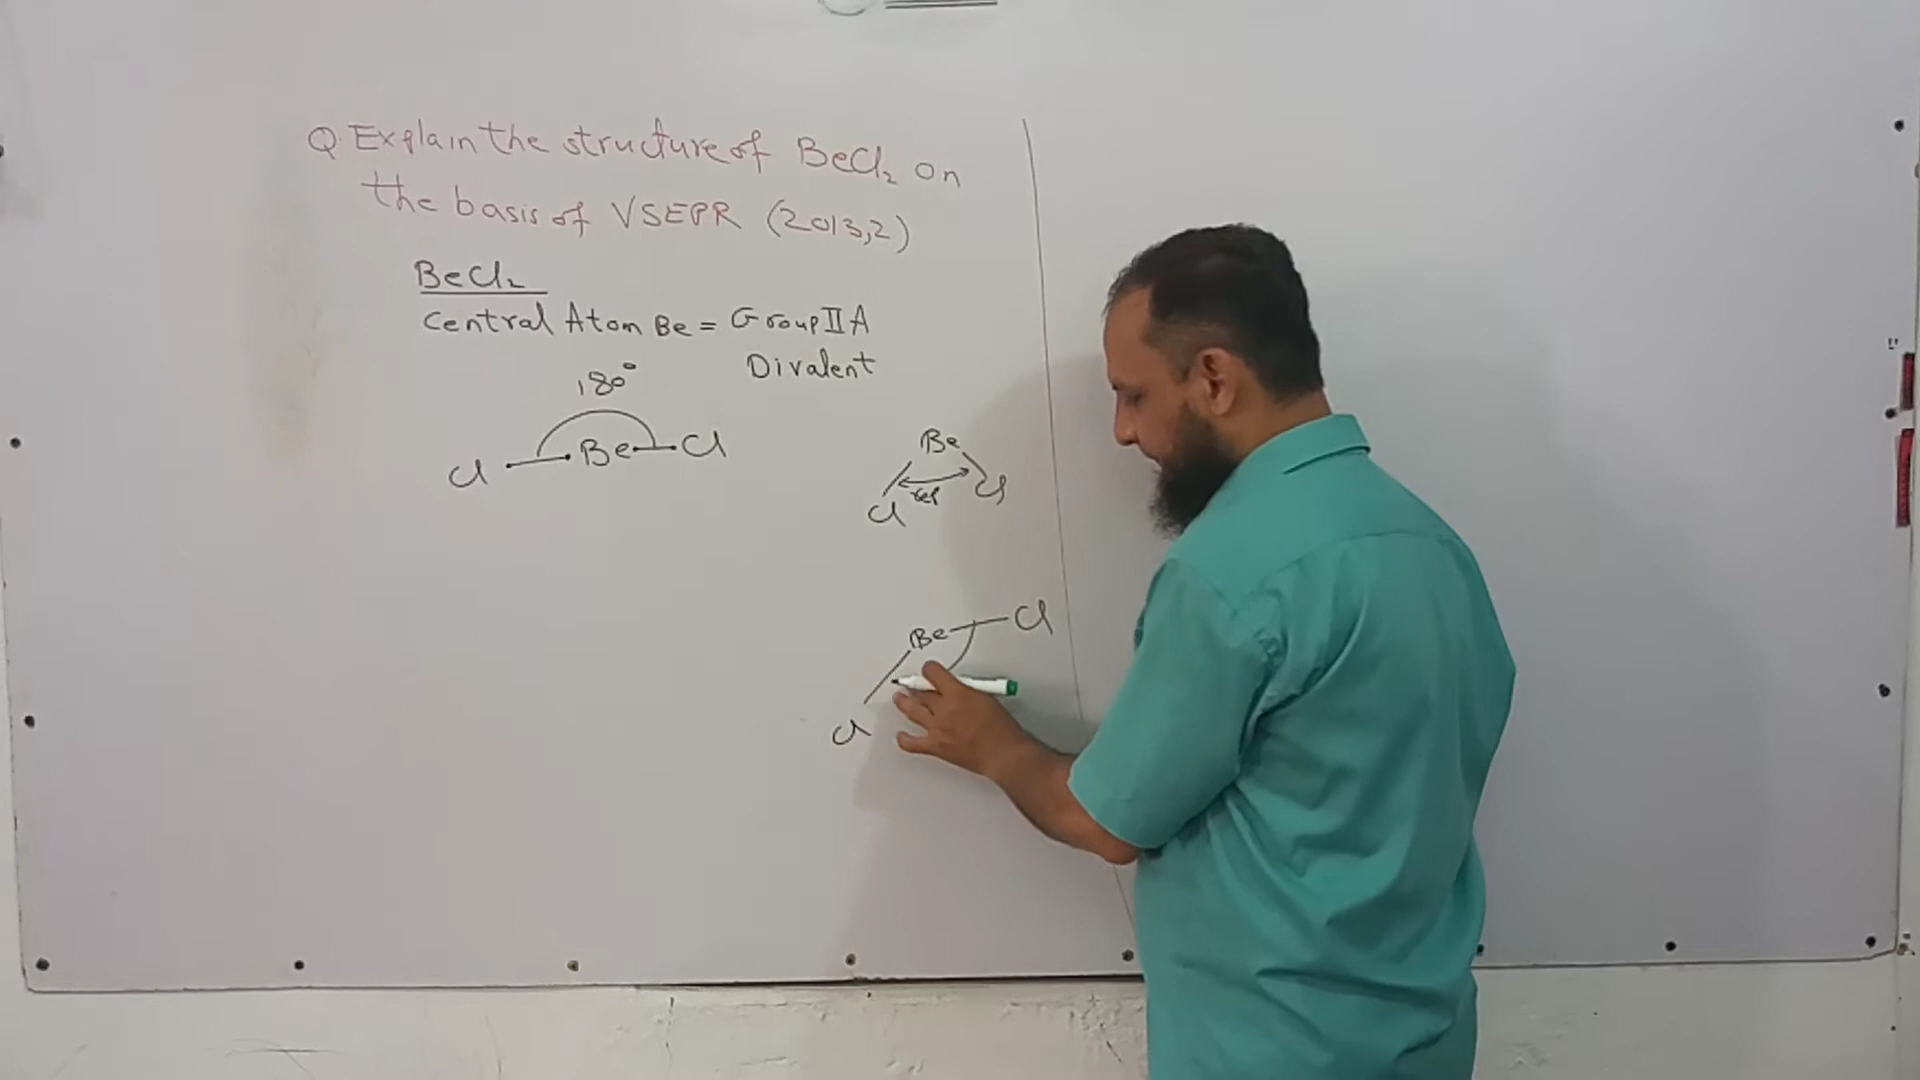 Q. Explain the structure of BeCl₂ on
the basis of VSEPR (2013,2)
BeCl₂
Central Atom Be = Group II A
Divalent
180°
Cl Be Cl
Be
Cl rep Cl
Be Cl
Cl